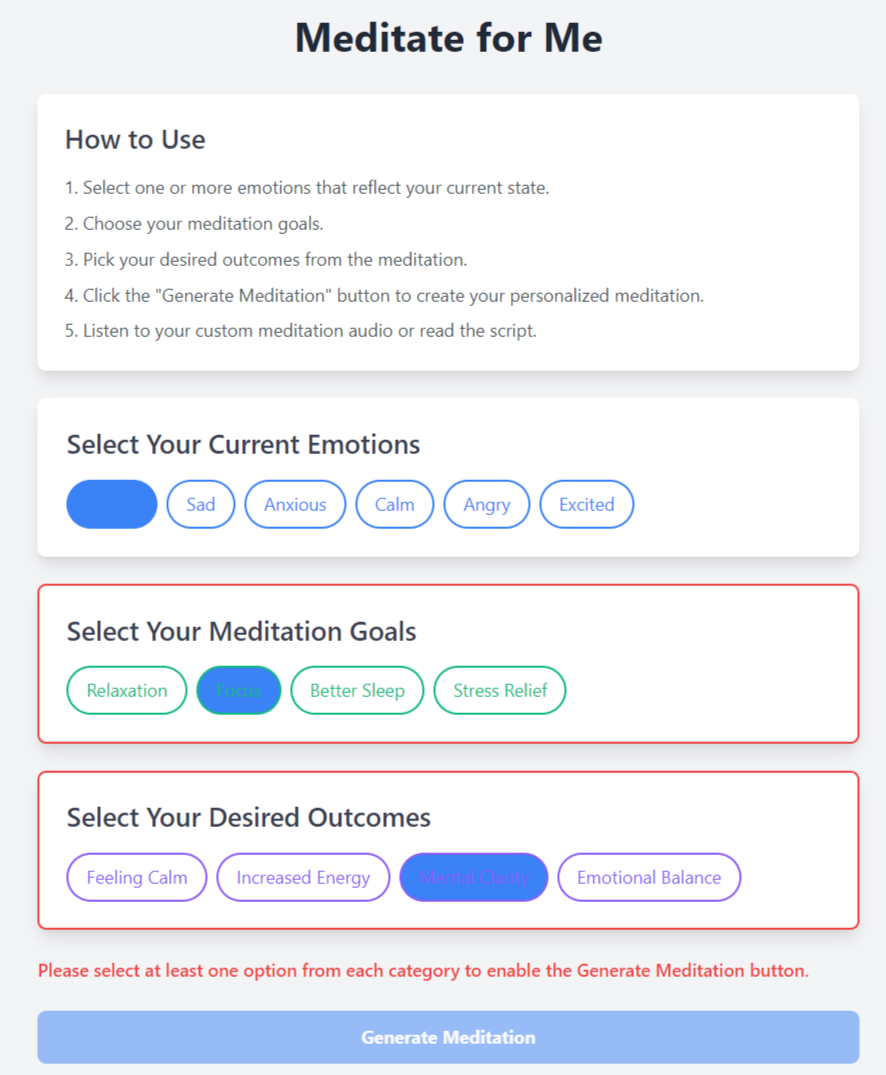 Meditate for Me
How to Use
1. Select one or more emotions that reflect your current state.
2. Choose your meditation goals.
3. Pick your desired outcomes from the meditation.
4. Click the "Generate Meditation" button to create your personalized meditation.
5. Listen to your custom meditation audio or read the script.
Select Your Current Emotions
Sad Anxious Calm Angry Excited
Select Your Meditation Goals
Relaxation Focus Better Sleep Stress Relief
Select Your Desired Outcomes
Feeling Calm Increased Energy Mental Clarity Emotional Balance
Please select at least one option from each category to enable the Generate Meditation button.
Generate Meditation